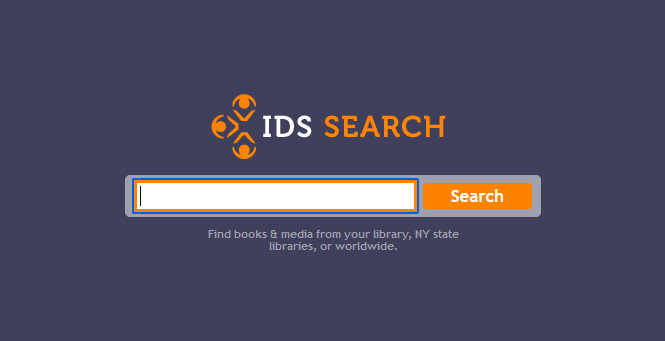 IDS SEARCH
Search
Find books & media from your library, NY state
libraries, or worldwide.